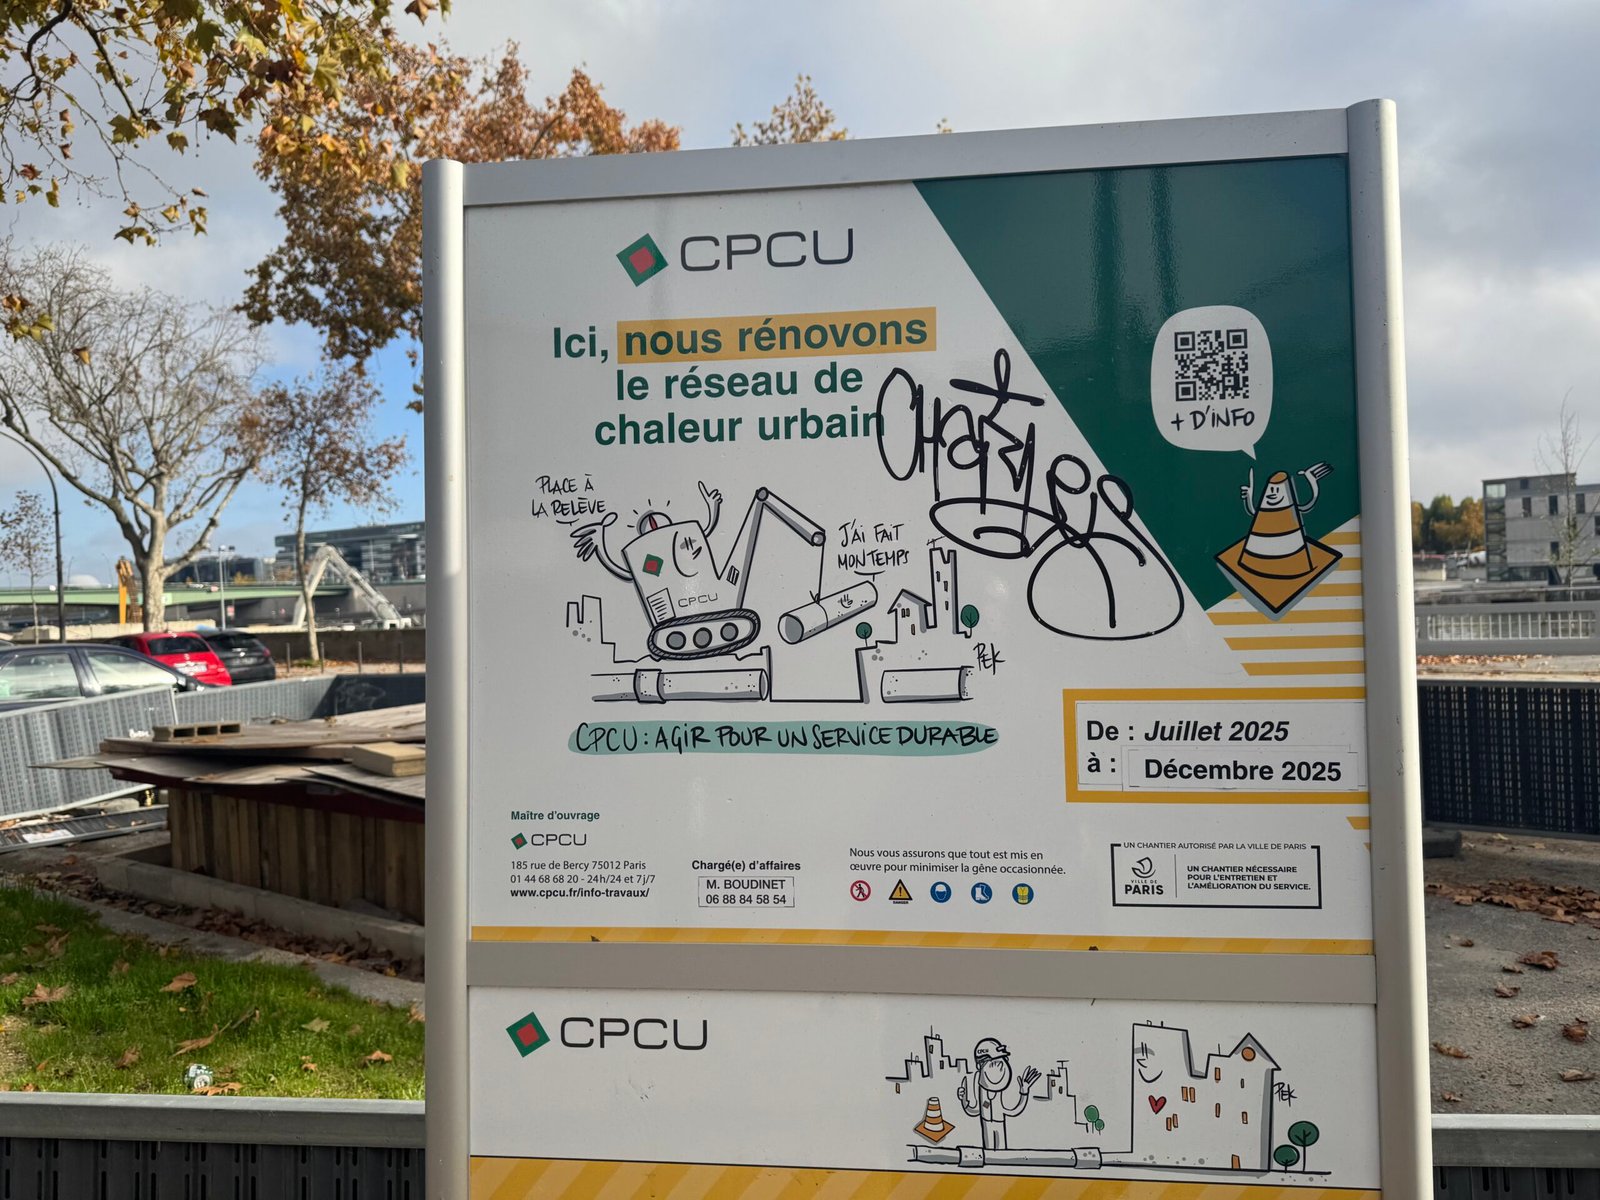 CPCU
Ici, nous rénovons
le réseau de
chaleur urbain
+ D'INFO
PLACE À
LA RELÈVE
J'AI FAIT
MON TEMPS
CPCU
PEK
CPCU : AGIR POUR UN SERVICE DURABLE
De : Juillet 2025
à : Décembre 2025
Maître d'ouvrage
CPCU
185 rue de Bercy 75012 Paris
01 44 68 68 20 - 24h/24 et 7j/7
www.cpcu.fr/info-travaux/
Chargé(e) d'affaires
M. BOUDINET
06 88 84 58 54
Nous vous assurons que tout est mis en
œuvre pour minimiser la gêne occasionnée.
DANGER
UN CHANTIER AUTORISÉ PAR LA VILLE DE PARIS
VILLE DE
PARIS
UN CHANTIER NÉCESSAIRE
POUR L'ENTRETIEN ET
L'AMÉLIORATION DU SERVICE.
CPCU
CPCU
PEK